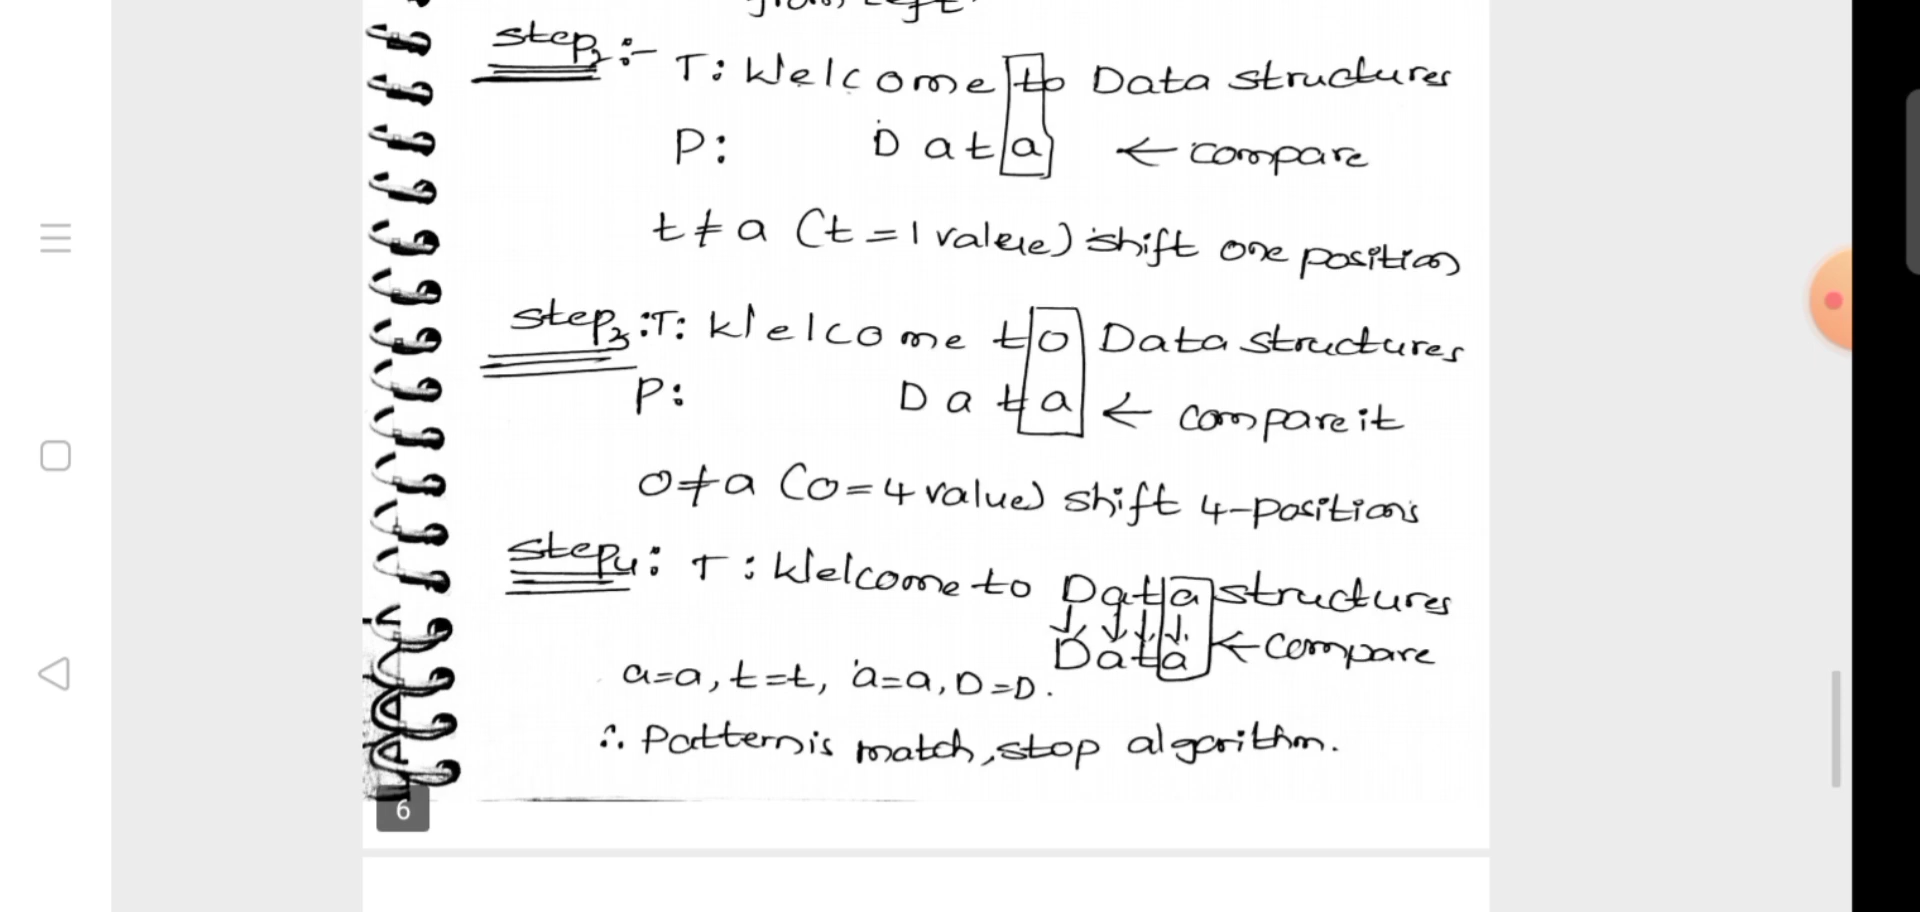 from left.
step2 :- T: Welcome to Data structures
P: Data ← compare
t ≠ a (t = 1 value) shift one position
step3 :T: Welcome to Data structures
P: Data ← compare it
o ≠ a (o = 4 value) shift 4-positions
step4 : T : Welcome to Data structures
Data ← compare
a=a, t=t, a=a, D=D.
∴ Pattern is match, stop algorithm.
6